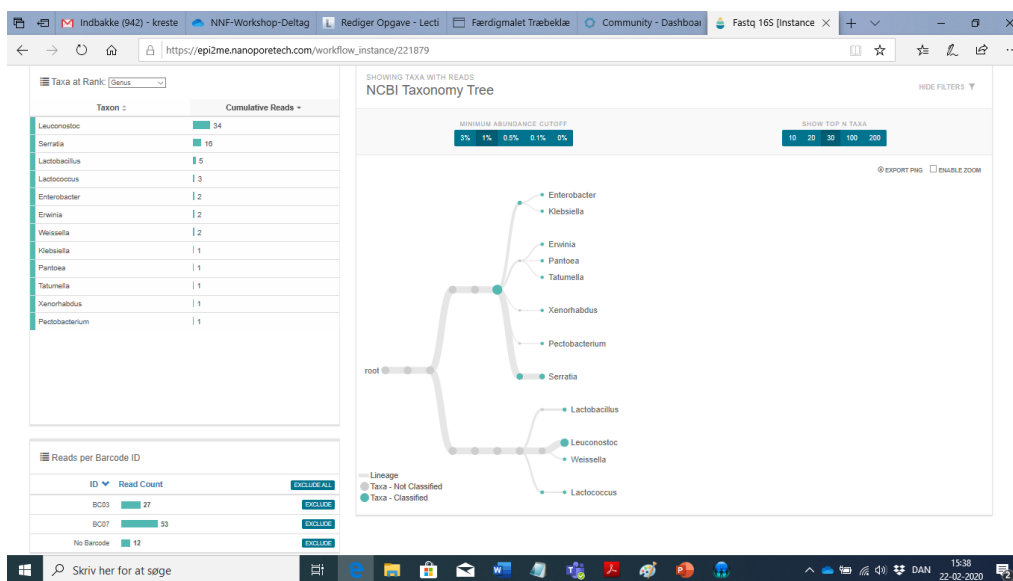 Indbakke (942) - kreste
NNF-Workshop-Deltag
Rediger Opgave - Lecti
Færdigmalet Træbeklæ
Community - Dashboar
Fastq 16S [Instance
https://epi2me.nanoporetech.com/workflow_instance/221879
Taxa at Rank: Genus
Taxon Cumulative Reads
Leuconostoc 34
Serratia 16
Lactobacillus 5
Lactococcus 3
Enterobacter 2
Erwinia 2
Weissella 2
Klebsiella 1
Pantoea 1
Tatumella 1
Xenorhabdus 1
Pectobacterium 1
Reads per Barcode ID
ID Read Count EXCLUDE ALL
BC03 27 EXCLUDE
BC07 53 EXCLUDE
No Barcode 12 EXCLUDE
SHOWING TAXA WITH READS
NCBI Taxonomy Tree
HIDE FILTERS
MINIMUM ABUNDANCE CUTOFF
3% 1% 0.5% 0.1% 0%
SHOW TOP N TAXA
10 20 30 100 200
EXPORT PNG ENABLE ZOOM
Enterobacter
Klebsiella
Erwinia
Pantoea
Tatumella
Xenorhabdus
Pectobacterium
root
Serratia
Lactobacillus
Leuconostoc
Weissella
Lactococcus
Lineage
Taxa - Not Classified
Taxa - Classified
Skriv her for at søge
DAN
15:38
22-02-2020